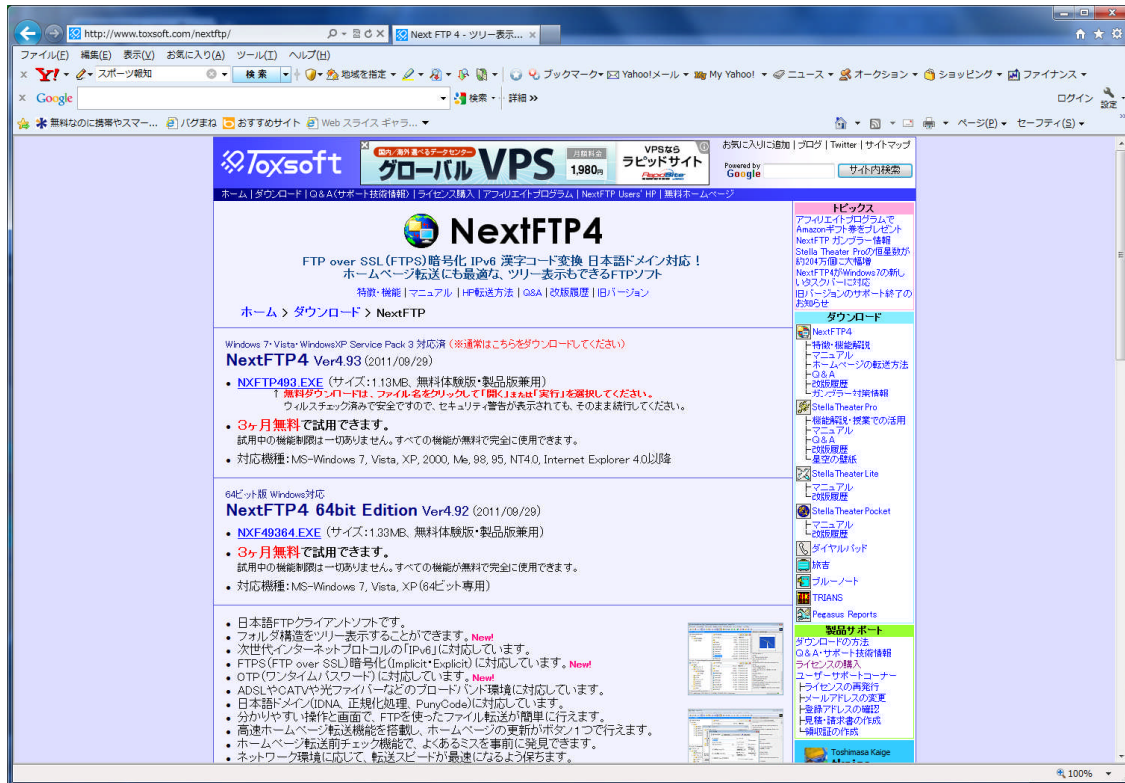 http://www.toxsoft.com/nextftp/
Next FTP 4 - ツリー表示...
ファイル(F) 編集(E) 表示(V) お気に入り(A) ツール(T) ヘルプ(H)
Y! スポーツ報知 検索 地域を指定 ブックマーク Yahoo!メール My Yahoo! ニュース オークション ショッピング ファイナンス
Google 検索 詳細 » ログイン 設定
無料なのに携帯やスマー... バグまね おすすめサイト Web スライス ギャラ... ページ(P) セーフティ(S)
Toxsoft
国内/海外 選べるデータセンター
グローバル VPS
月額料金
1,980円
VPSなら
ラピッドサイト
RapidSite
お気に入りに追加 | ブログ | Twitter | サイトマップ
Powered by
Google
サイト内検索
ホーム | ダウンロード | Q&A(サポート技術情報) | ライセンス購入 | アフィリエイトプログラム | NextFTP Users' HP | 無料ホームページ
NextFTP4
FTP over SSL(FTPS)暗号化 IPv6 漢字コード変換 日本語ドメイン対応！
ホームページ転送にも最適な、ツリー表示もできるFTPソフト
特徴・機能 | マニュアル | HP転送方法 | Q&A | 改版履歴 | 旧バージョン
ホーム > ダウンロード > NextFTP
Windows 7・Vista・WindowsXP Service Pack 3 対応済 (※通常はこちらをダウンロードしてください)
NextFTP4 Ver4.93 (2011/09/29)
• NXFTP493.EXE (サイズ:1.13MB、無料体験版・製品版兼用)
↑ 無料ダウンロードは、ファイル名をクリックして「開く」または「実行」を選択してください。
ウィルスチェック済みで安全ですので、セキュリティ警告が表示されても、そのまま続行してください。
• 3ヶ月無料で試用できます。
試用中の機能制限は一切ありません。すべての機能が無料で完全に使用できます。
• 対応機種：MS-Windows 7, Vista, XP, 2000, Me, 98, 95, NT4.0, Internet Explorer 4.0以降
64ビット版 Windows対応
NextFTP4 64bit Edition Ver4.92 (2011/09/29)
• NXF49364.EXE (サイズ:1.33MB、無料体験版・製品版兼用)
• 3ヶ月無料で試用できます。
試用中の機能制限は一切ありません。すべての機能が無料で完全に使用できます。
• 対応機種：MS-Windows 7, Vista, XP(64ビット専用)
• 日本語FTPクライアントソフトです。
• フォルダ構造をツリー表示することができます。New!
• 次世代インターネットプロトコルの「IPv6」に対応しています。
• FTPS(FTP over SSL)暗号化(Implicit・Explicit)に対応しています。New!
• OTP(ワンタイムパスワード)に対応しています。New!
• ADSLやCATVや光ファイバーなどのブロードバンド環境に対応しています。
• 日本語ドメイン(IDNA、正規化処理、PunyCode)に対応しています。
• 分かりやすい操作と画面で、FTPを使ったファイル転送が簡単に行えます。
• 高速ホームページ転送機能を搭載し、ホームページの更新がボタン1つで行えます。
• ホームページ転送前チェック機能で、よくあるミスを事前に発見できます。
• ネットワーク環境に応じて、転送スピードが最速になるよう保ちます。
トピックス
アフィリエイトプログラムで
Amazonギフト券をプレゼント
NextFTP ガンブラー情報
Stella Theater Proの恒星数が
約204万個に大幅増
NextFTP4がWindows7の新し
いタスクバーに対応
旧バージョンのサポート終了の
お知らせ
ダウンロード
NextFTP4
特徴・機能解説
マニュアル
ホームページの転送方法
Q&A
改版履歴
ガンブラー対策情報
Stella Theater Pro
機能解説・授業での活用
マニュアル
Q&A
改版履歴
星空の壁紙
Stella Theater Lite
マニュアル
改版履歴
Stella Theater Pocket
マニュアル
改版履歴
ダイヤルパッド
旅吉
ブルーノート
TRIANS
Pegasus Reports
製品サポート
ダウンロードの方法
Q&A・サポート技術情報
ライセンスの購入
ユーザーサポートコーナー
ライセンスの再発行
メールアドレスの変更
登録アドレスの確認
見積・請求書の作成
領収証の作成
Toshimasa Kaige
100%